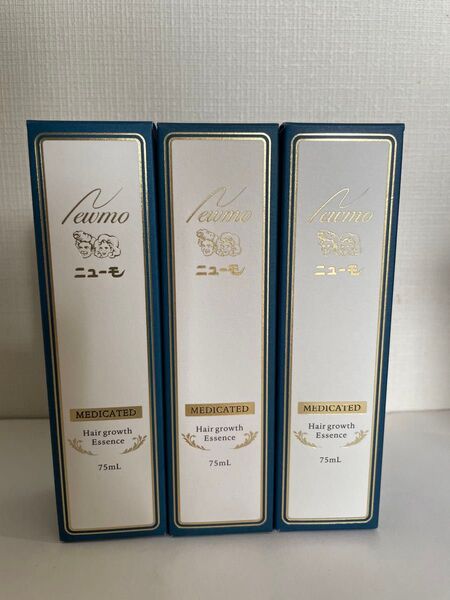 Newmo
ニューモ
MEDICATED
Hair growth
Essence
75mL
Newmo
ニューモ
MEDICATED
Hair growth
Essence
75mL
Newmo
ニューモ
MEDICATED
Hair growth
Essence
75mL